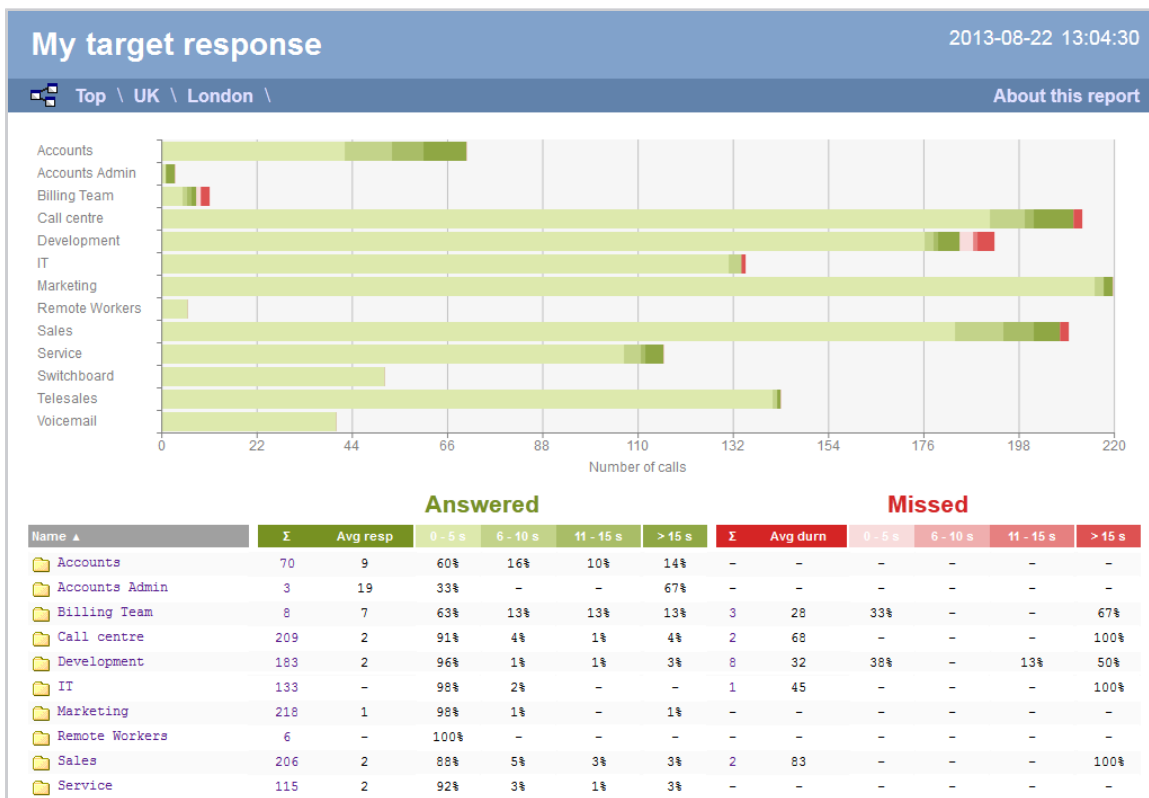 My target response 2013-08-22 13:04:30
Top \ UK \ London \ About this report
Accounts
Accounts Admin
Billing Team
Call centre
Development
IT
Marketing
Remote Workers
Sales
Service
Switchboard
Telesales
Voicemail
0 22 44 66 88 110 132 154 176 198 220
Number of calls
Answered Missed
Name ▲ Σ Avg resp 0 - 5 s 6 - 10 s 11 - 15 s > 15 s Σ Avg durn 0 - 5 s 6 - 10 s 11 - 15 s > 15 s
Accounts 70 9 60% 16% 10% 14% - - - - - -
Accounts Admin 3 19 33% - - 67% - - - - - -
Billing Team 8 7 63% 13% 13% 13% 3 28 33% - - 67%
Call centre 209 2 91% 4% 1% 4% 2 68 - - - 100%
Development 183 2 96% 1% 1% 3% 8 32 38% - 13% 50%
IT 133 - 98% 2% - - 1 45 - - - 100%
Marketing 218 1 98% 1% - 1% - - - - - -
Remote Workers 6 - 100% - - - - - - - - -
Sales 206 2 88% 5% 3% 3% 2 83 - - - 100%
Service 115 2 92% 3% 1% 3% - - - - - -